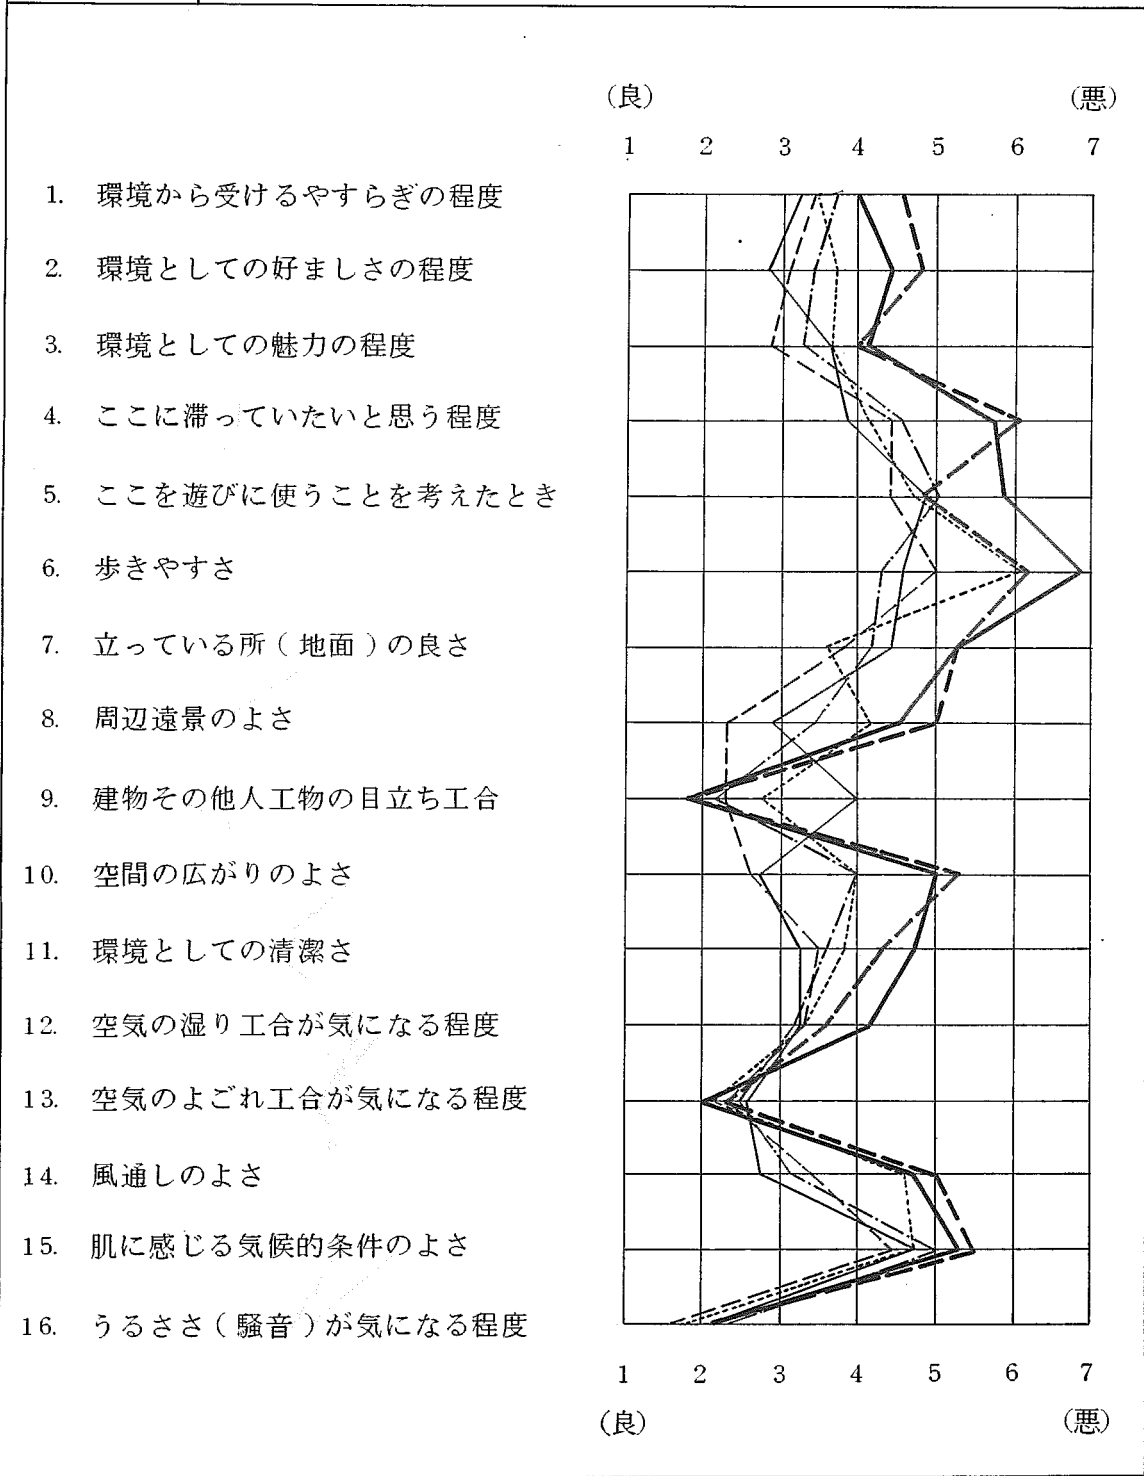 (良) (悪)
1 2 3 4 5 6 7
1. 環境から受けるやすらぎの程度
2. 環境としての好ましさの程度
3. 環境としての魅力の程度
4. ここに滞っていたいと思う程度
5. ここを遊びに使うことを考えたとき
6. 歩きやすさ
7. 立っている所(地面)の良さ
8. 周辺遠景のよさ
9. 建物その他人工物の目立ち工合
10. 空間の広がりのよさ
11. 環境としての清潔さ
12. 空気の湿り工合が気になる程度
13. 空気のよごれ工合が気になる程度
14. 風通しのよさ
15. 肌に感じる気候的条件のよさ
16. うるささ(騒音)が気になる程度
1 2 3 4 5 6 7
(良) (悪)